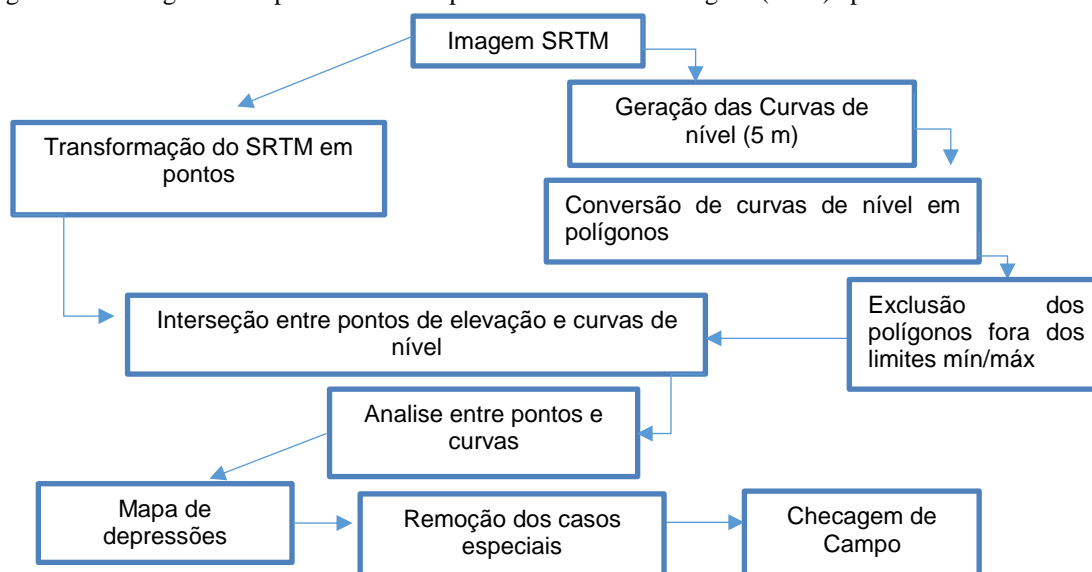 Imagem SRTM
Geração das Curvas de
nível (5 m)
Transformação do SRTM em
pontos
Conversão de curvas de nível em
polígonos
Exclusão dos
polígonos fora dos
limites mín/máx
Interseção entre pontos de elevação e curvas de
nível
Analise entre pontos e
curvas
Mapa de
depressões
Remoção dos casos
especiais
Checagem de
Campo